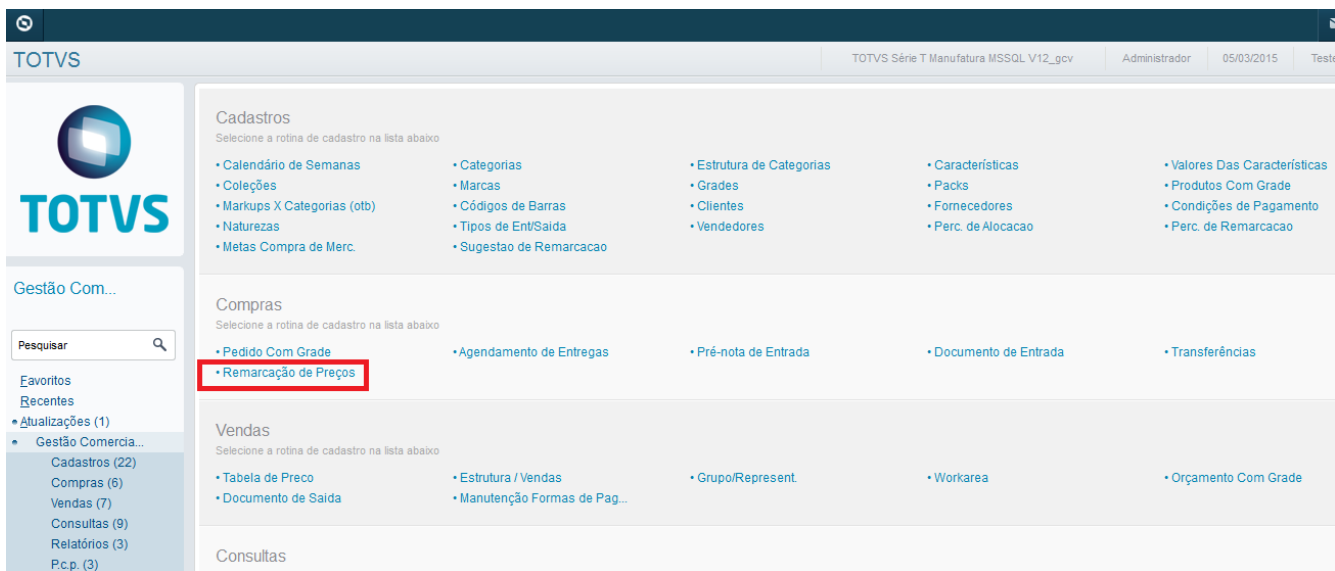 TOTVS
TOTVS Série T Manufatura MSSQL V12_gcv
Administrador
05/03/2015
Teste
TOTVS
Gestão Com...
Pesquisar
Favoritos
Recentes
Atualizações (1)
Gestão Comercia...
Cadastros (22)
Compras (6)
Vendas (7)
Consultas (9)
Relatórios (3)
P.c.p. (3)
Cadastros
Selecione a rotina de cadastro na lista abaixo
• Calendário de Semanas • Categorias • Estrutura de Categorias • Características • Valores Das Características
• Coleções • Marcas • Grades • Packs • Produtos Com Grade
• Markups X Categorias (otb) • Códigos de Barras • Clientes • Fornecedores • Condições de Pagamento
• Naturezas • Tipos de Ent/Saida • Vendedores • Perc. de Alocacao • Perc. de Remarcacao
• Metas Compra de Merc. • Sugestao de Remarcacao
Compras
Selecione a rotina de cadastro na lista abaixo
• Pedido Com Grade • Agendamento de Entregas • Pré-nota de Entrada • Documento de Entrada • Transferências
• Remarcação de Preços
Vendas
Selecione a rotina de cadastro na lista abaixo
• Tabela de Preco • Estrutura / Vendas • Grupo/Represent. • Workarea • Orçamento Com Grade
• Documento de Saida • Manutenção Formas de Pag...
Consultas